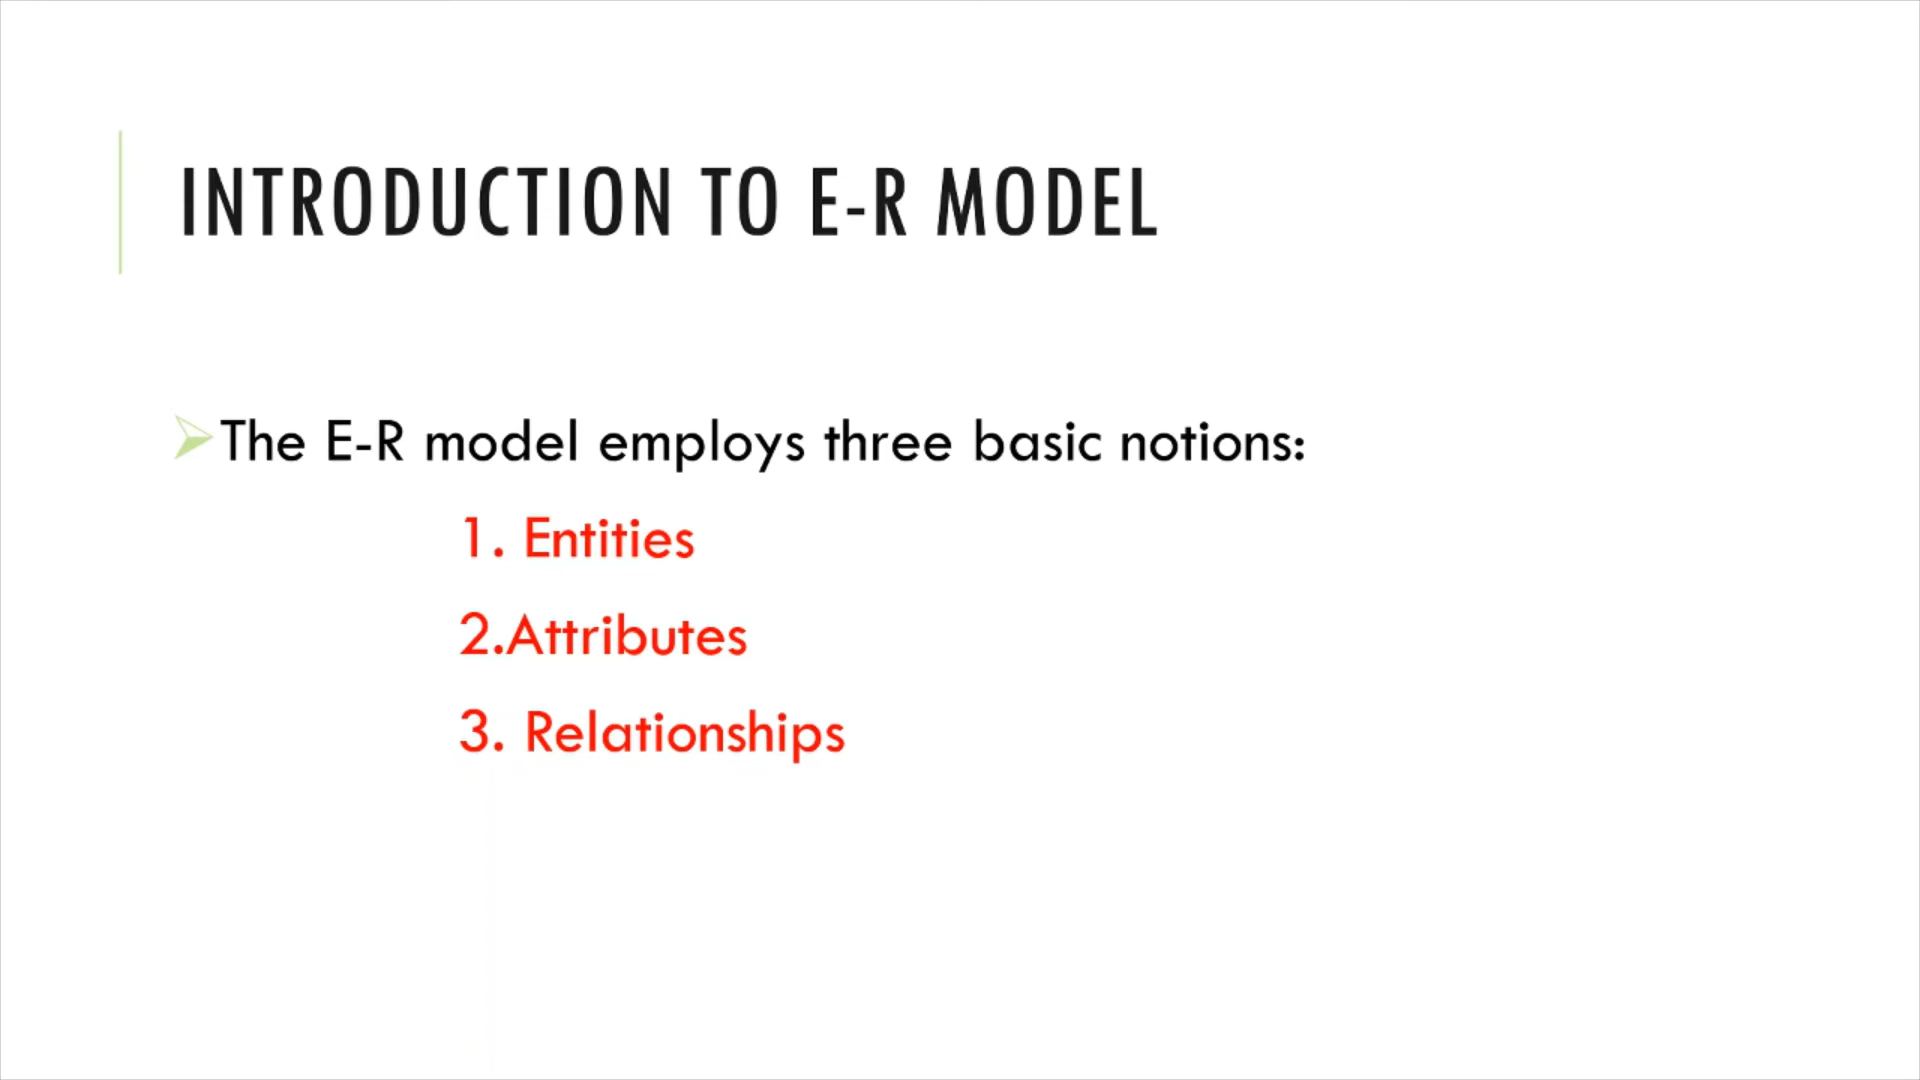 INTRODUCTION TO E-R MODEL
The E-R model employs three basic notions:
1. Entities
2.Attributes
3. Relationships